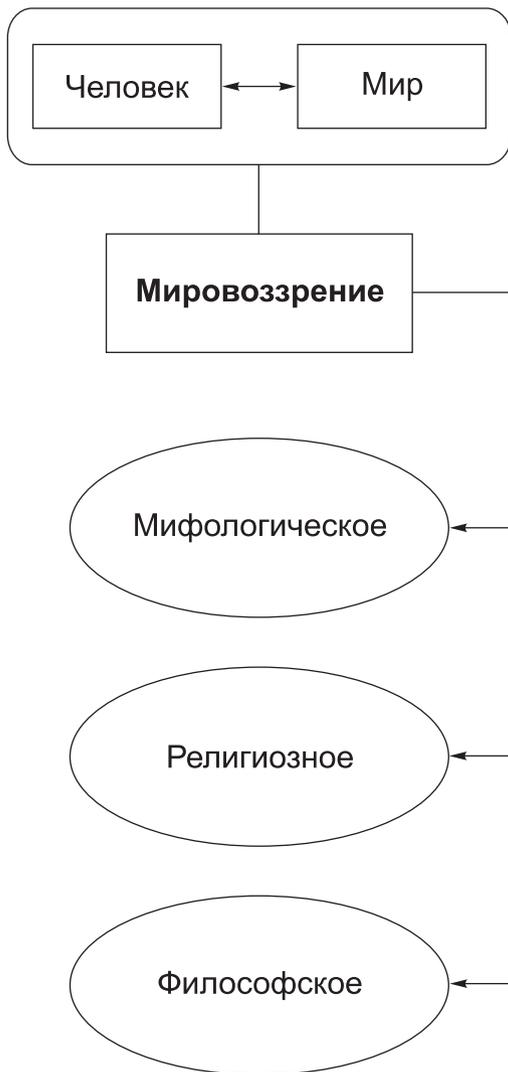 Человек
Мир
Мировоззрение
Мифологическое
Религиозное
Философское